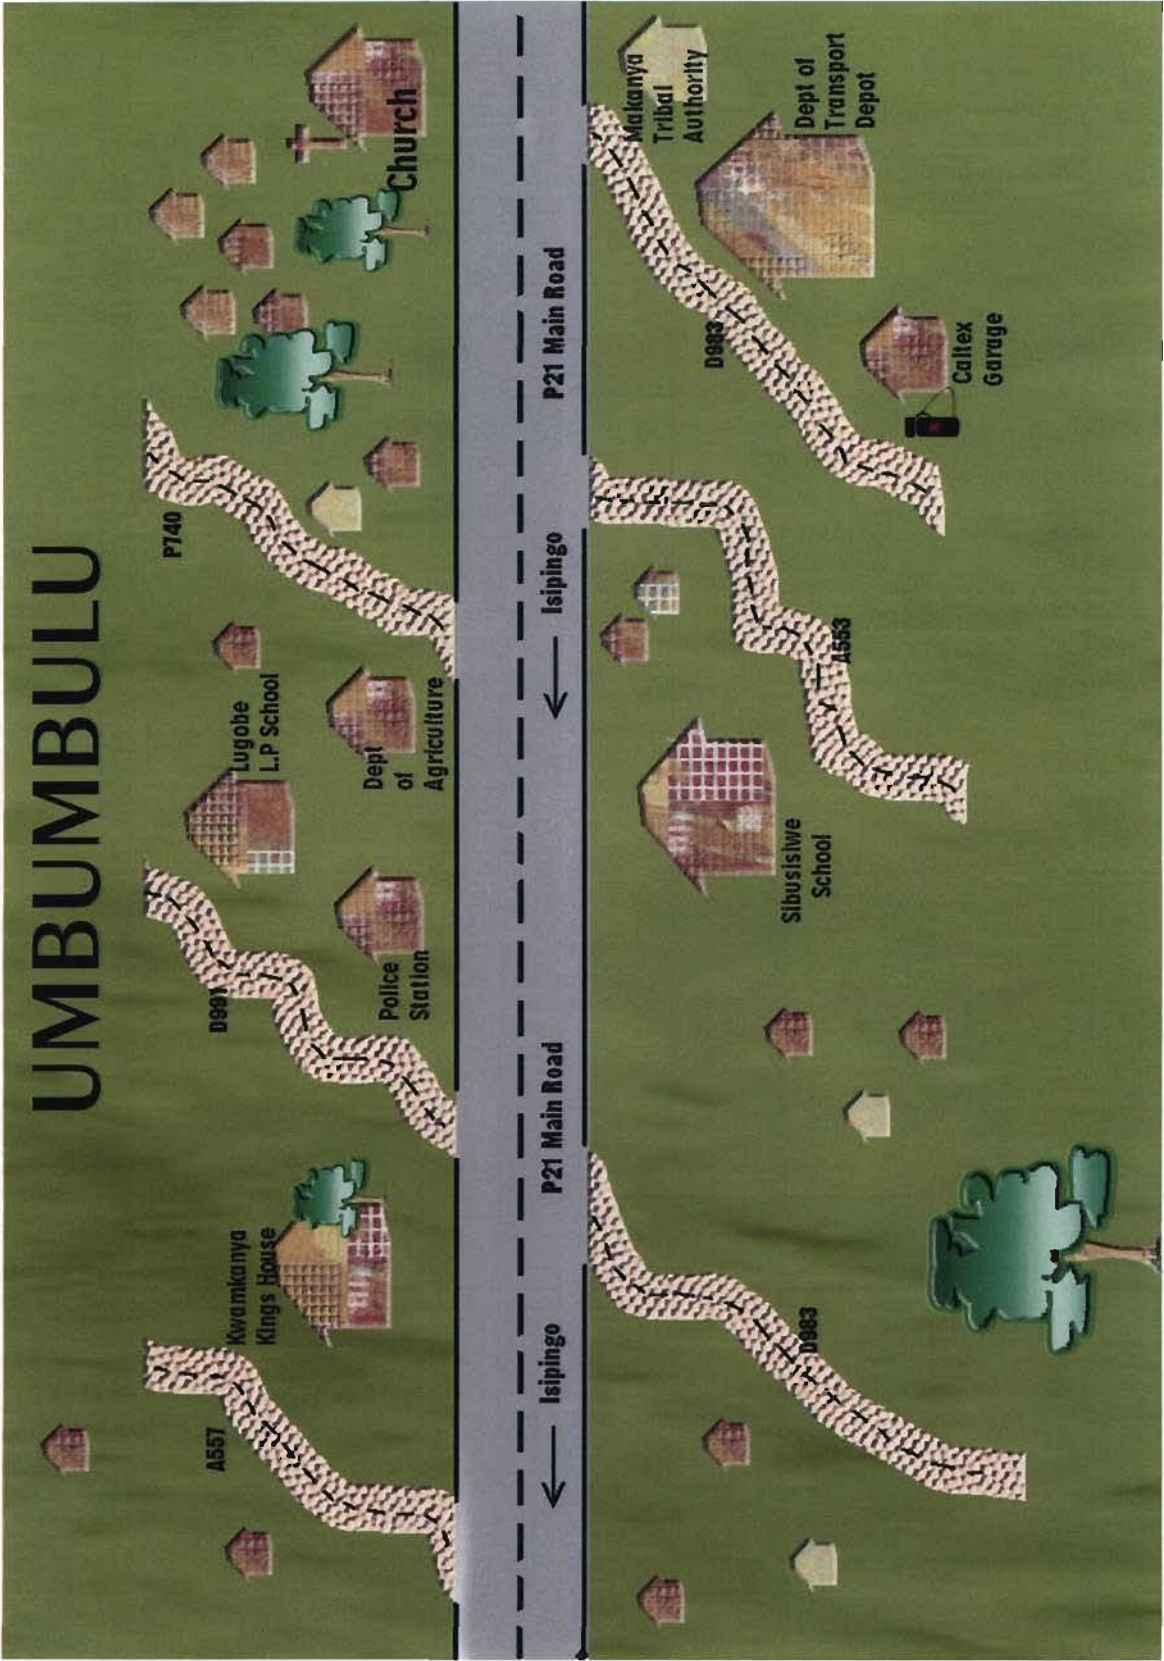 UMBUMBULU
P740
Church
Lugobe
L.P School
Dept
of
Agriculture
D991
Police
Station
Kwamkanya
Kings House
A557
P21 Main Road
Isipingo
P21 Main Road
Isipingo
Makanya
Tribal
Authority
Dept of
Transport
Depot
D983
Caltex
Garage
A553
Sibusisiwe
School
D983